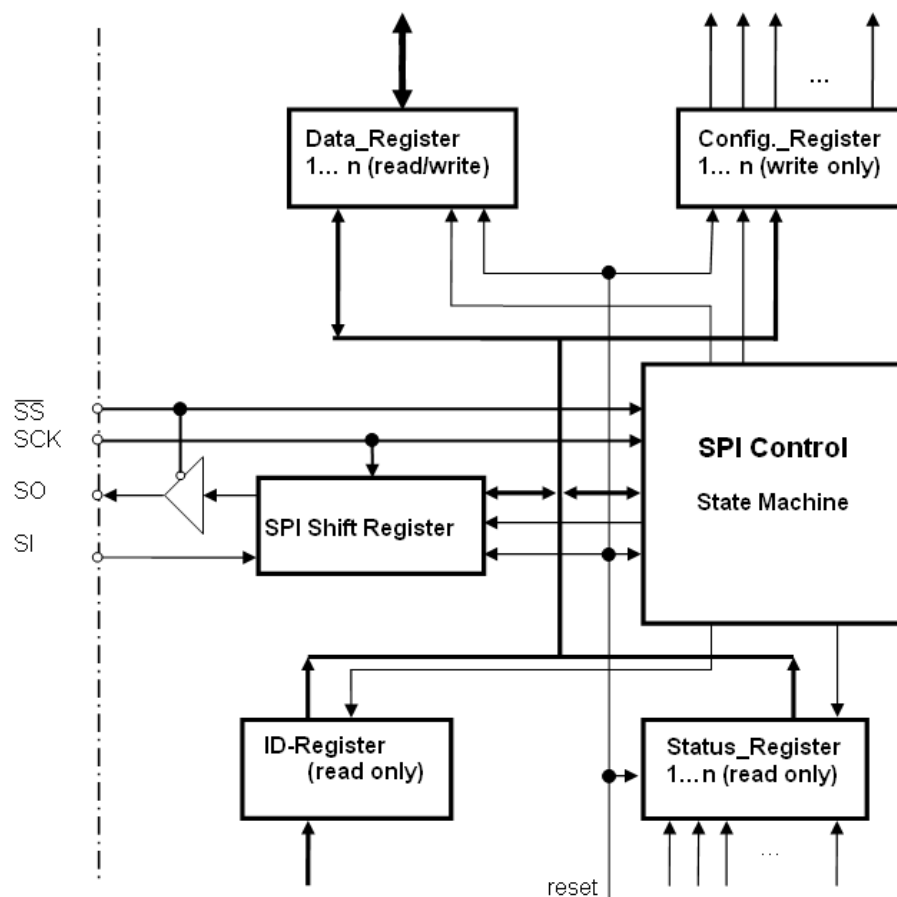 ...
Data_Register
1... n (read/write)
Config._Register
1... n (write only)
S̅S̅
SCK
SO
SI
SPI Shift Register
SPI Control
State Machine
ID-Register
(read only)
Status_Register
1...n (read only)
...
reset